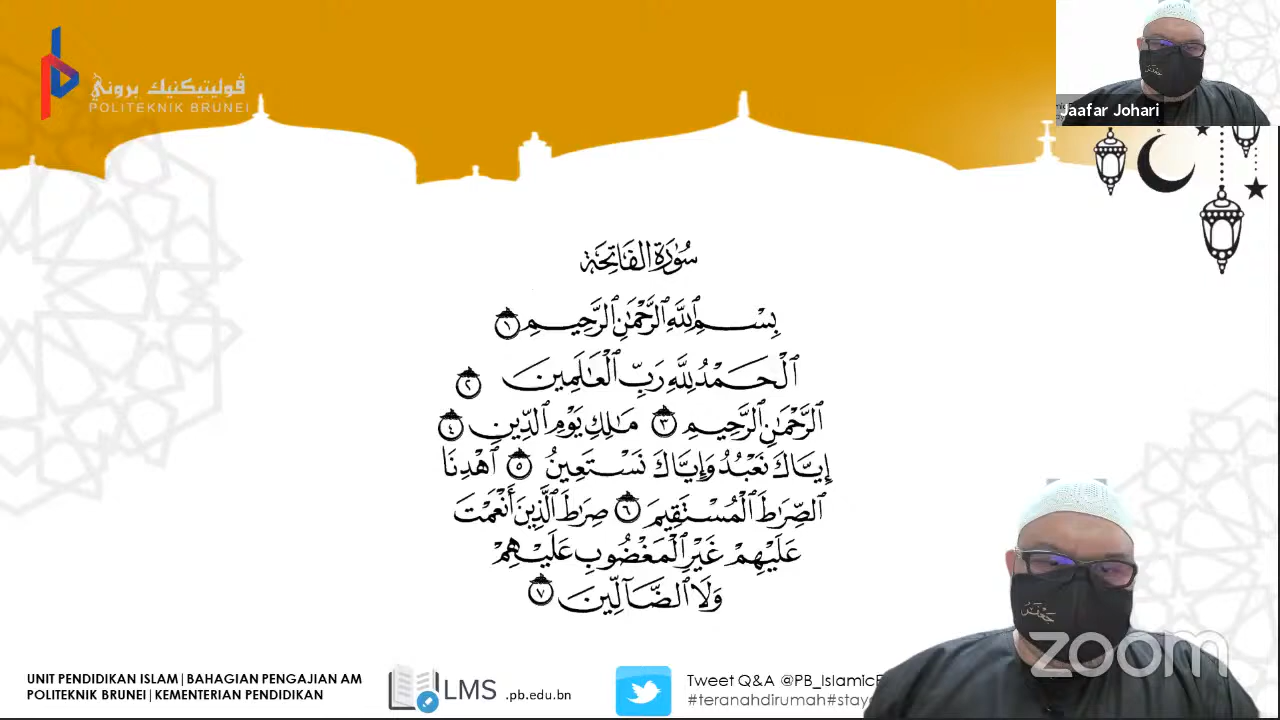 ڤوليتيكنيك بروني
POLITEKNIK BRUNEI
Jaafar Johari
سُورَةُ الْفَاتِحَةِ
بِسْمِ ٱللَّهِ ٱلرَّحْمَٰنِ ٱلرَّحِيمِ ١
ٱلْحَمْدُ لِلَّهِ رَبِّ ٱلْعَٰلَمِينَ ٢
ٱلرَّحْمَٰنِ ٱلرَّحِيمِ ٣ مَٰلِكِ يَوْمِ ٱلدِّينِ ٤
إِيَّاكَ نَعْبُدُ وَإِيَّاكَ نَسْتَعِينُ ٥ ٱهْدِنَا
ٱلصِّرَٰطَ ٱلْمُسْتَقِيمَ ٦ صِرَٰطَ ٱلَّذِينَ أَنْعَمْتَ
عَلَيْهِمْ غَيْرِ ٱلْمَغْضُوبِ عَلَيْهِمْ
وَلَا ٱلضَّآلِّينَ ٧
UNIT PENDIDIKAN ISLAM | BAHAGIAN PENGAJIAN AM
POLITEKNIK BRUNEI | KEMENTERIAN PENDIDIKAN
LMS .pb.edu.bn
Tweet Q&A
#teranahdirumah
zoom